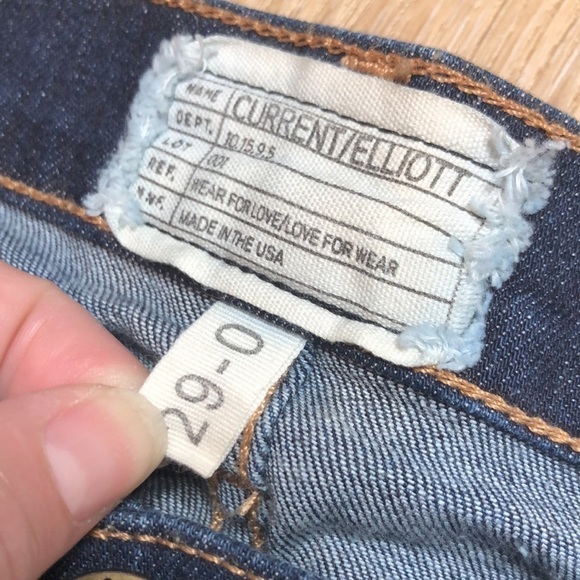 NAME CURRENT/ELLIOTT
DEPT. 10.15.9.5
LOT 001
REF. WEAR FOR LOVE/LOVE FOR WEAR
M.NF. MADE IN THE USA
29-0